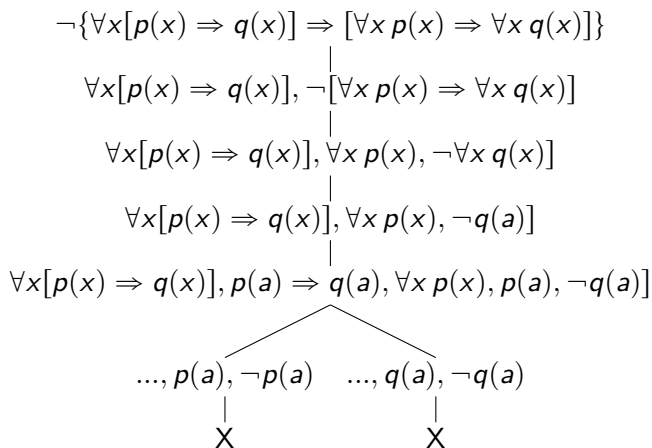 ¬{∀x[p(x) ⇒ q(x)] ⇒ [∀x p(x) ⇒ ∀x q(x)]}
∀x[p(x) ⇒ q(x)], ¬[∀x p(x) ⇒ ∀x q(x)]
∀x[p(x) ⇒ q(x)], ∀x p(x), ¬∀x q(x)]
∀x[p(x) ⇒ q(x)], ∀x p(x), ¬q(a)]
∀x[p(x) ⇒ q(x)], p(a) ⇒ q(a), ∀x p(x), p(a), ¬q(a)]
..., p(a), ¬p(a) ..., q(a), ¬q(a)
X X